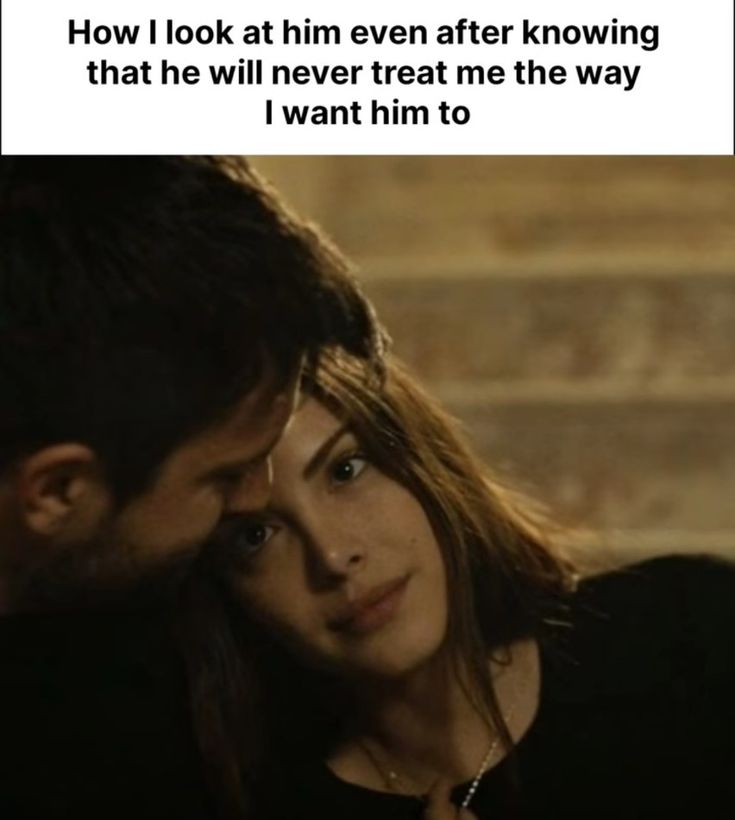 How I look at him even after knowing
that he will never treat me the way
I want him to